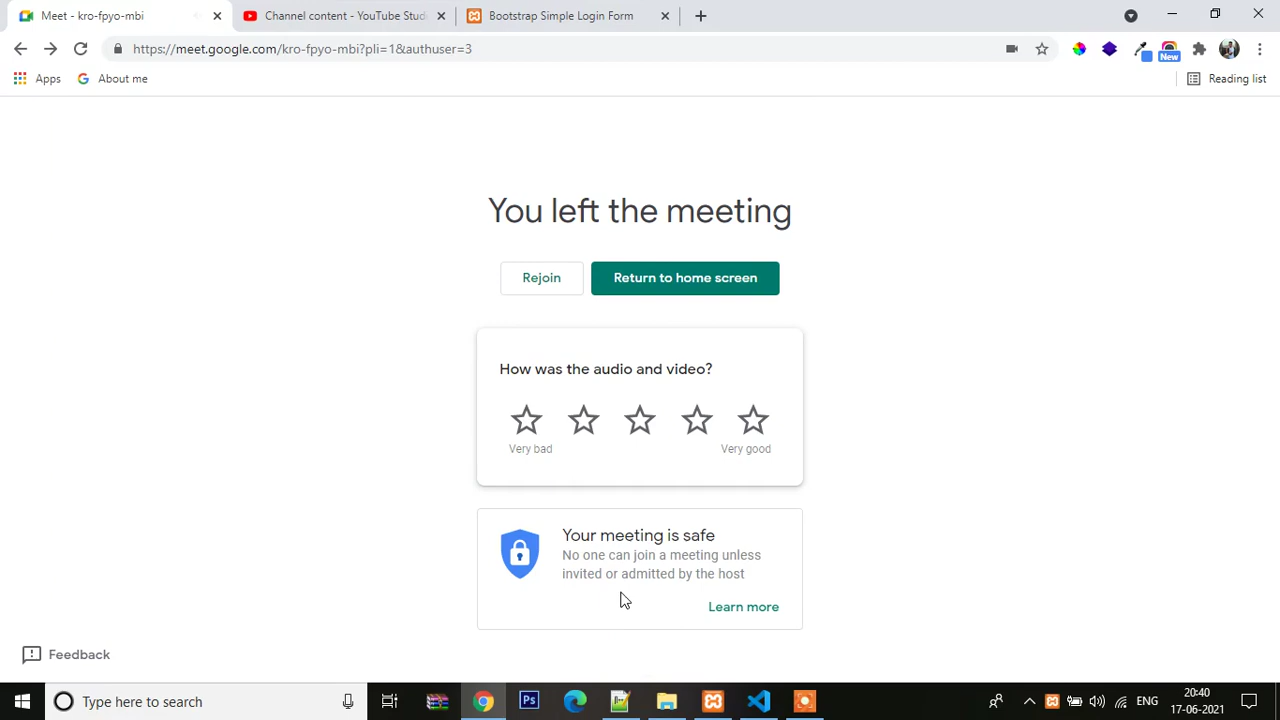 Meet - kro-fpyo-mbi
Channel content - YouTube Stud
Bootstrap Simple Login Form
https://meet.google.com/kro-fpyo-mbi?pli=1&authuser=3
New
Apps
About me
Reading list
You left the meeting
Rejoin
Return to home screen
How was the audio and video?
Very bad
Very good
Your meeting is safe
No one can join a meeting unless
invited or admitted by the host
Learn more
Feedback
Type here to search
Ps
ENG
20:40
17-06-2021